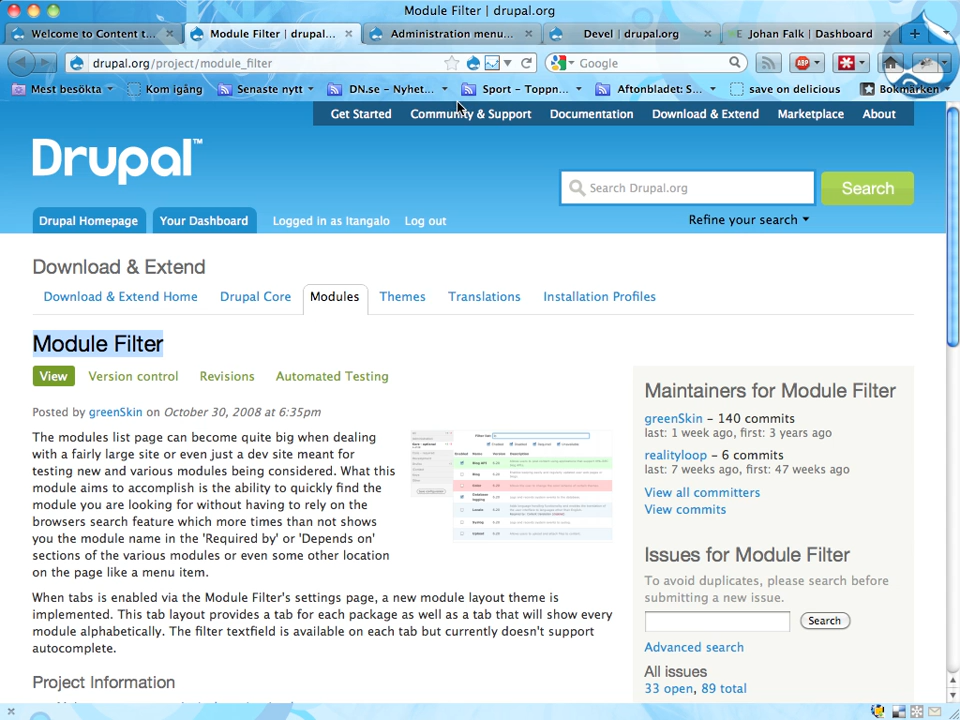 Module Filter | drupal.org
Welcome to Content t...
Module Filter | drupal...
Administration menu...
Devel | drupal.org
Johan Falk | Dashboard
drupal.org/project/module_filter
Google
Mest besökta
Kom igång
Senaste nytt
DN.se – Nyhet...
Sport – Toppn...
Aftonbladet: S...
save on delicious
Bokmärken
Get Started
Community & Support
Documentation
Download & Extend
Marketplace
About
Drupal™
Search Drupal.org
Search
Refine your search
Drupal Homepage
Your Dashboard
Logged in as Itangalo
Log out
Download & Extend
Download & Extend Home
Drupal Core
Modules
Themes
Translations
Installation Profiles
Module Filter
View
Version control
Revisions
Automated Testing
Posted by greenSkin on October 30, 2008 at 6:35pm
The modules list page can become quite big when dealing
with a fairly large site or even just a dev site meant for
testing new and various modules being considered. What this
module aims to accomplish is the ability to quickly find the
module you are looking for without having to rely on the
browsers search feature which more times than not shows
you the module name in the 'Required by' or 'Depends on'
sections of the various modules or even some other location
on the page like a menu item.
When tabs is enabled via the Module Filter's settings page, a new module layout theme is
implemented. This tab layout provides a tab for each package as well as a tab that will show every
module alphabetically. The filter textfield is available on each tab but currently doesn't support
autocomplete.
Project Information
Maintainers for Module Filter
greenSkin – 140 commits
last: 1 week ago, first: 3 years ago
realityloop – 6 commits
last: 7 weeks ago, first: 47 weeks ago
View all committers
View commits
Issues for Module Filter
To avoid duplicates, please search before
submitting a new issue.
Search
Advanced search
All issues
33 open, 89 total